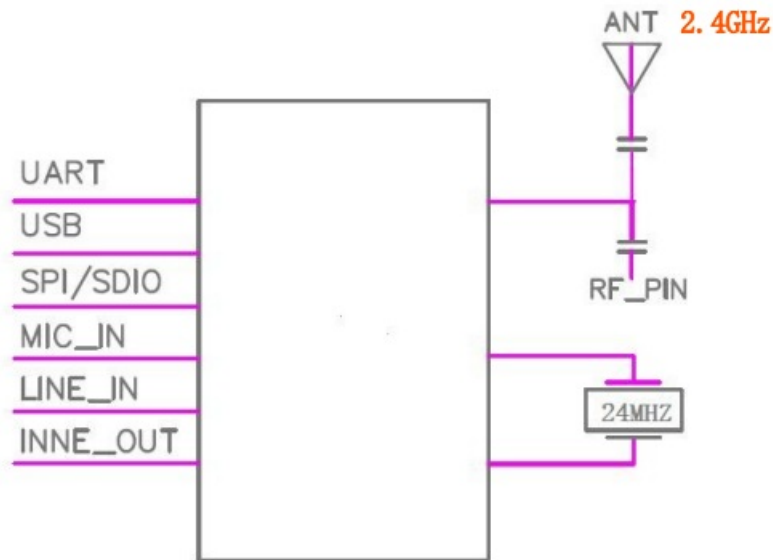 ANT 2.4GHz
UART
USB
SPI/SDIO
MIC_IN
LINE_IN
INNE_OUT
RF_PIN
24MHZ